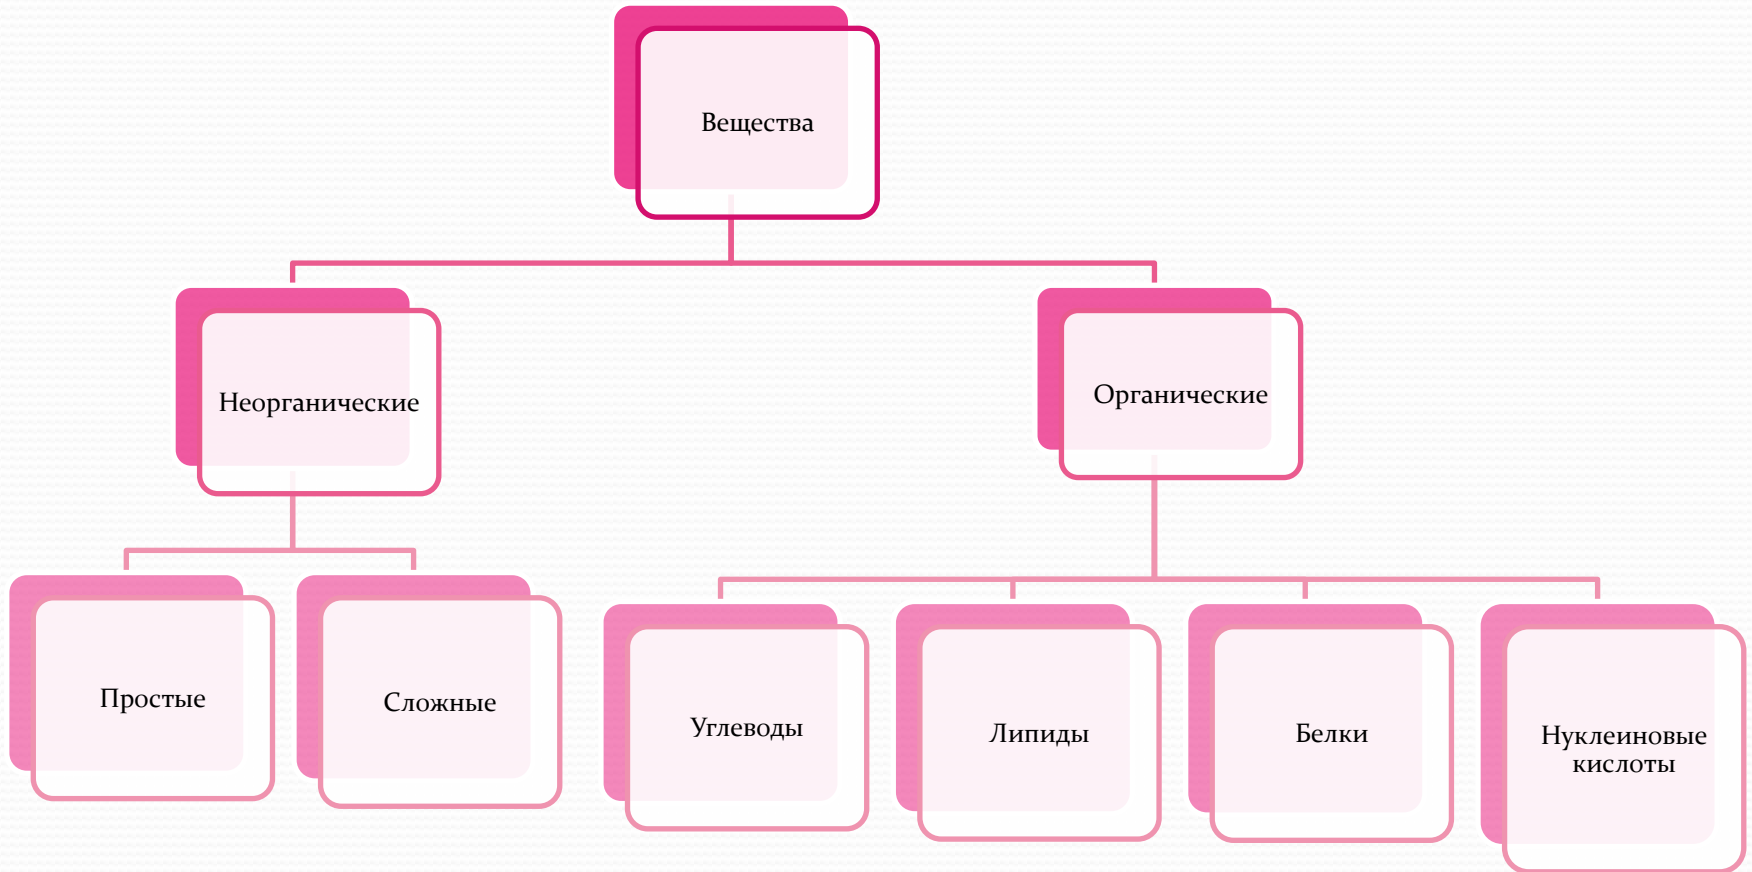 Вещества
Неорганические
Органические
Простые
Сложные
Углеводы
Липиды
Белки
Нуклеиновые
кислоты